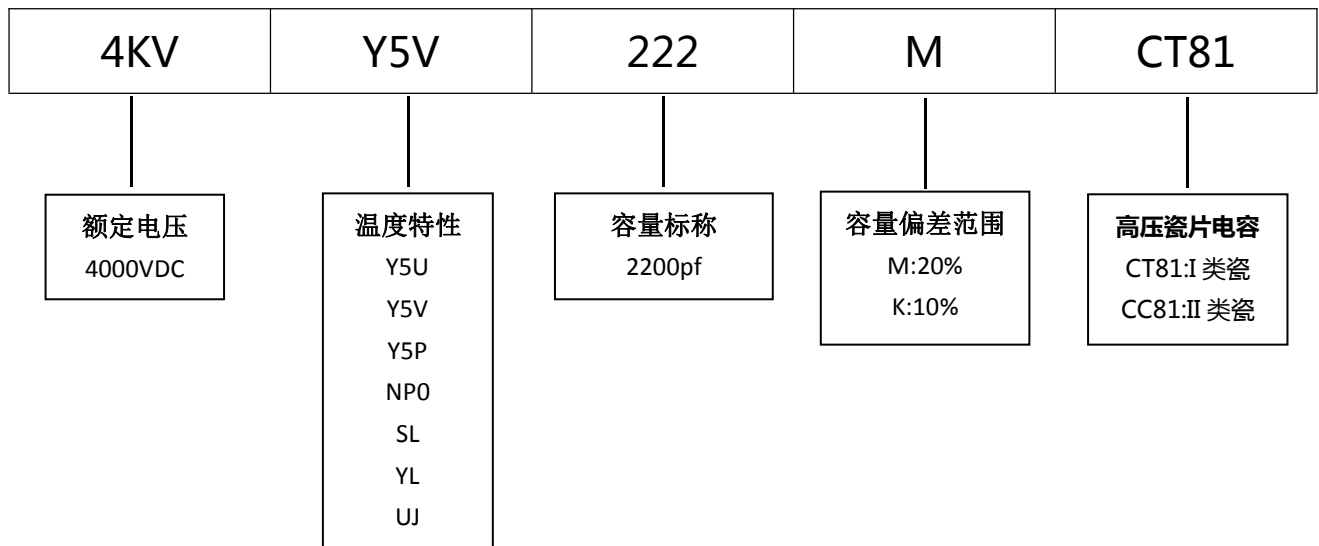 4KV Y5V 222 M CT81
额定电压
4000VDC
温度特性
Y5U
Y5V
Y5P
NP0
SL
YL
UJ
容量标称
2200pf
容量偏差范围
M:20%
K:10%
高压瓷片电容
CT81:I 类瓷
CC81:II 类瓷